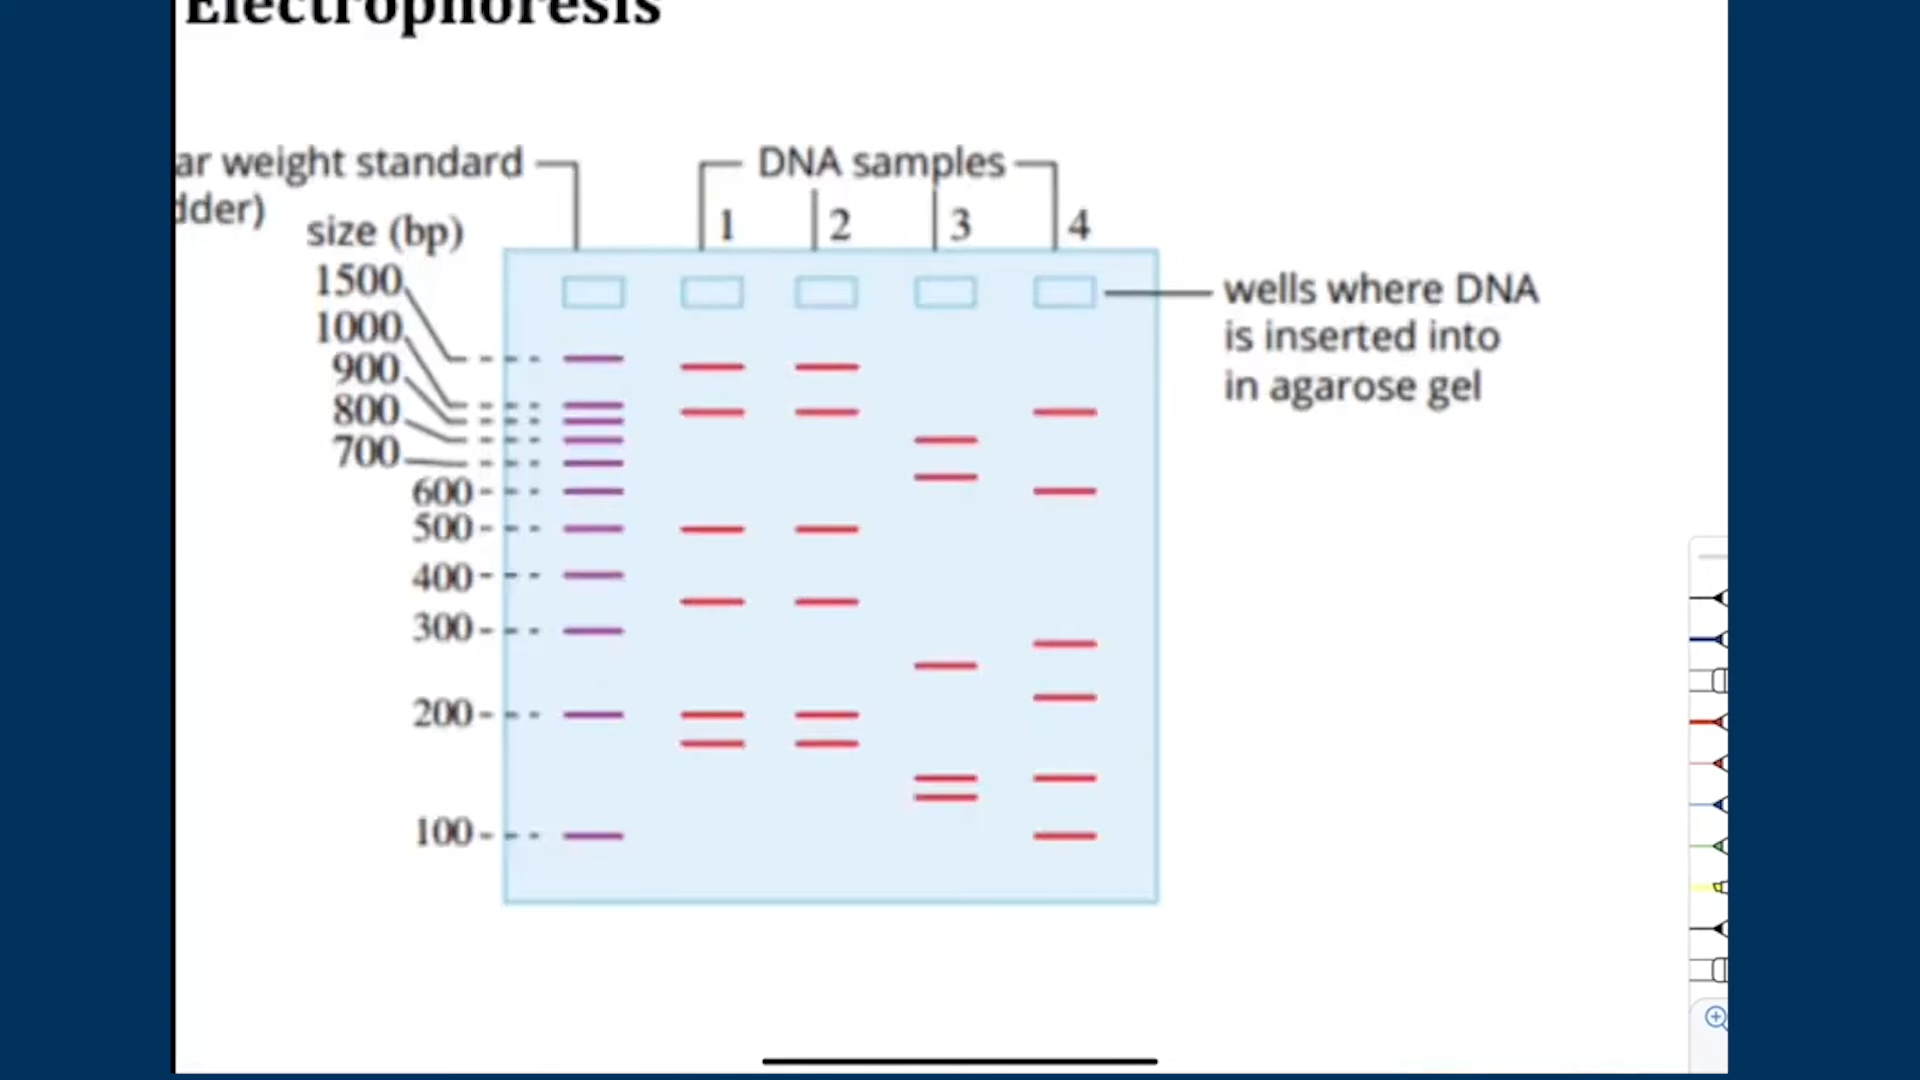 Electrophoresis
ar weight standard
dder)
DNA samples
size (bp)
1 2 3 4
1500
1000
900
800
700
600
500
400
300
200
100
wells where DNA
is inserted into
in agarose gel